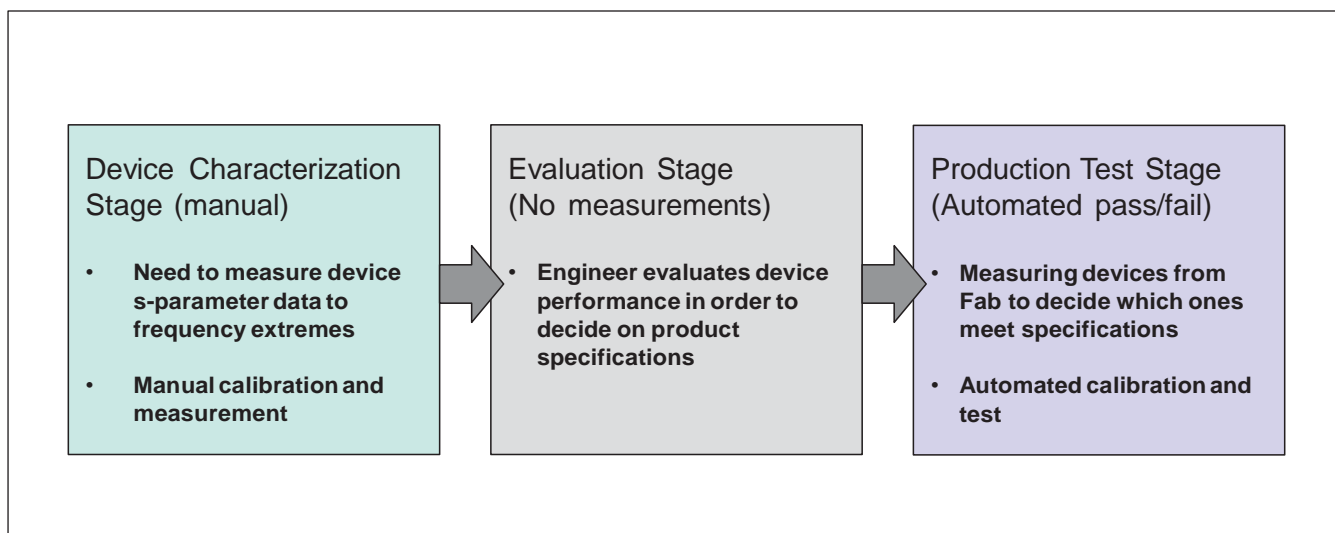 Device Characterization
Stage (manual)
• Need to measure device
s-parameter data to
frequency extremes
• Manual calibration and
measurement
Evaluation Stage
(No measurements)
• Engineer evaluates device
performance in order to
decide on product
specifications
Production Test Stage
(Automated pass/fail)
• Measuring devices from
Fab to decide which ones
meet specifications
• Automated calibration and
test